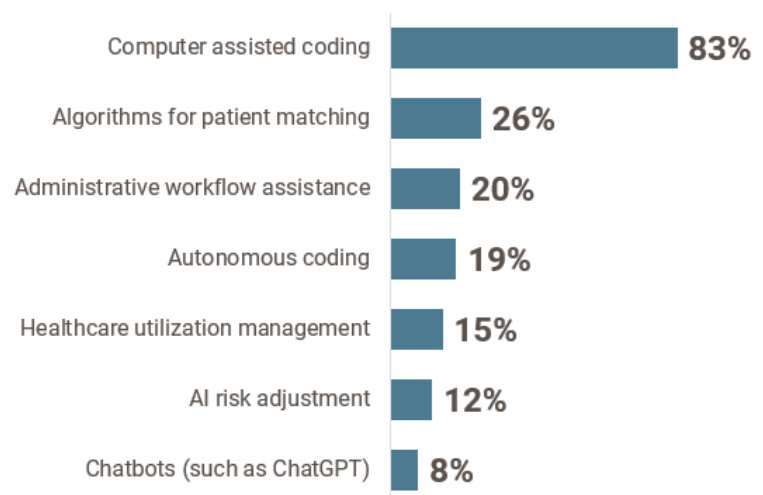 Computer assisted coding 83%
Algorithms for patient matching 26%
Administrative workflow assistance 20%
Autonomous coding 19%
Healthcare utilization management 15%
AI risk adjustment 12%
Chatbots (such as ChatGPT) 8%